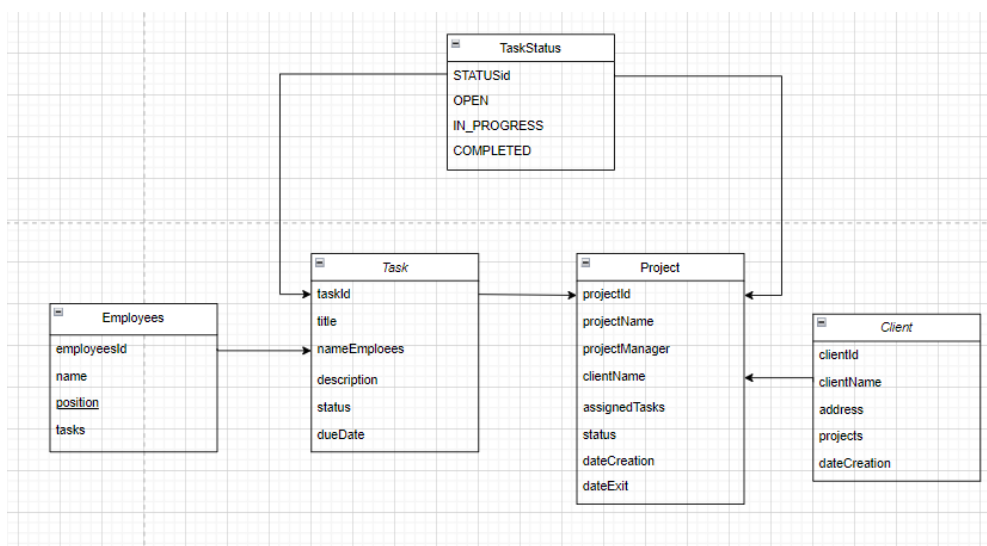 TaskStatus
STATUSid
OPEN
IN_PROGRESS
COMPLETED
Employees
employeesId
name
position
tasks
Task
taskId
title
nameEmploees
description
status
dueDate
Project
projectId
projectName
projectManager
clientName
assignedTasks
status
dateCreation
dateExit
Client
clientId
clientName
address
projects
dateCreation